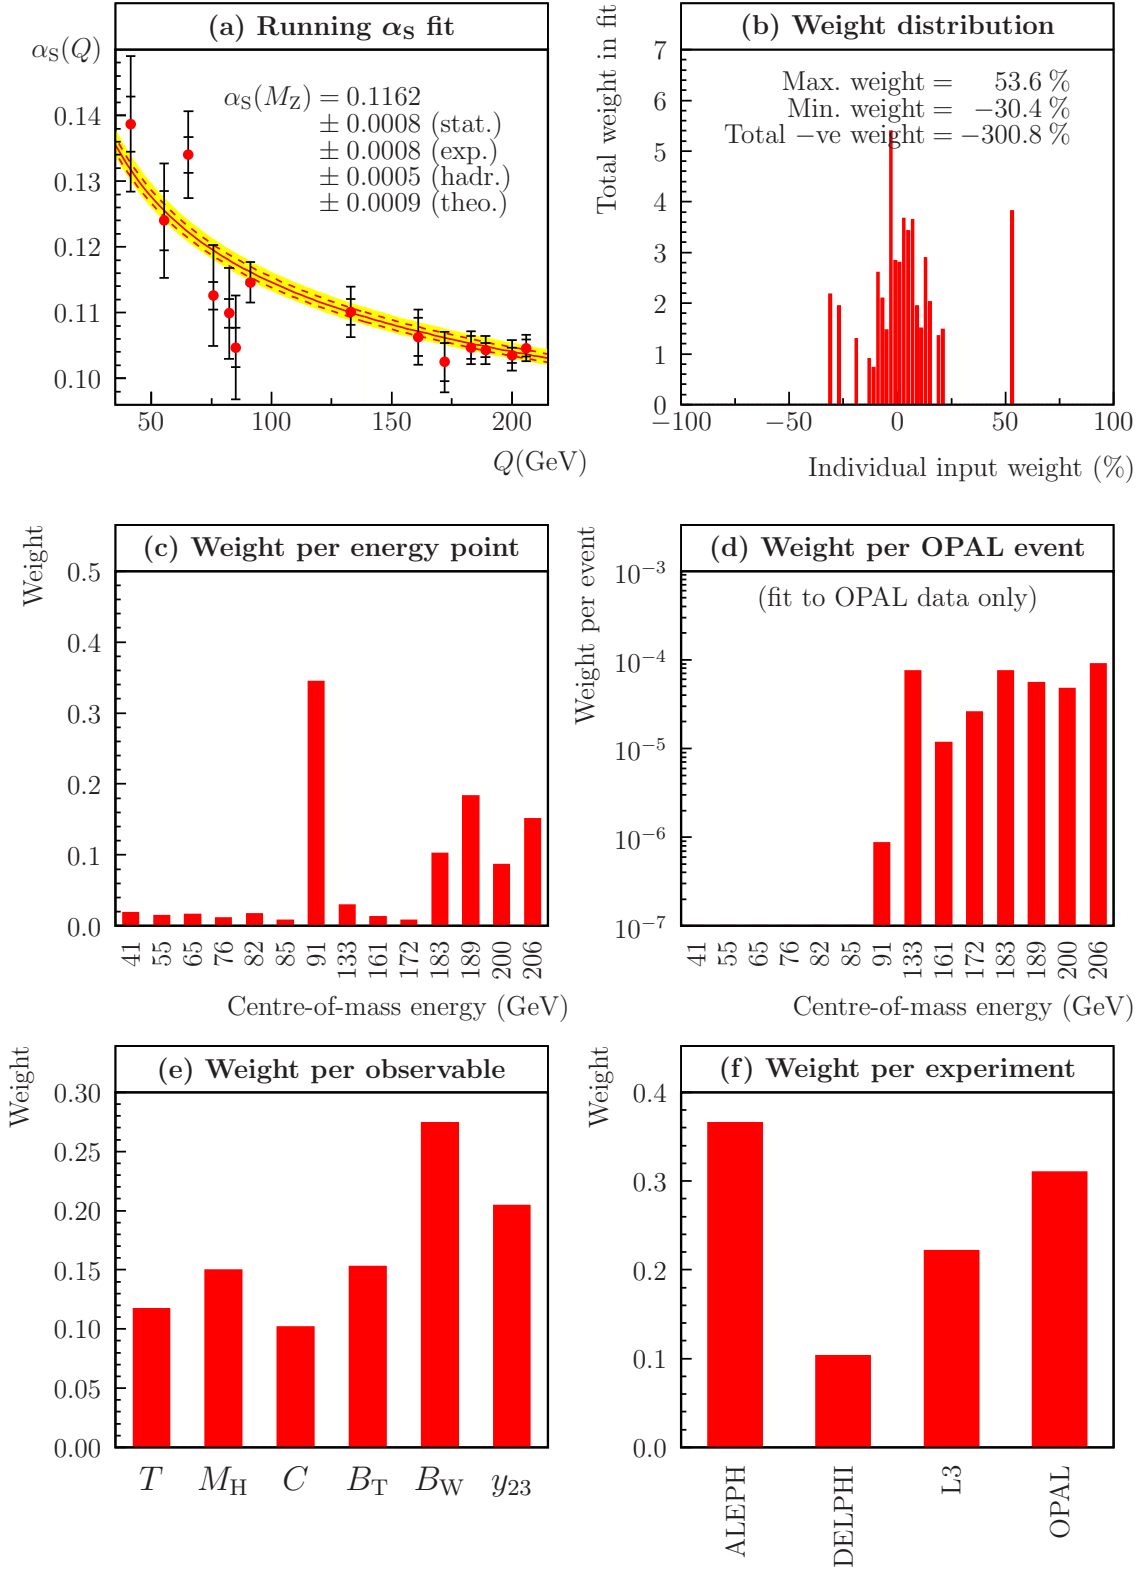 (a) Running αS fit
αS(Q)
αS(MZ) = 0.1162
± 0.0008 (stat.)
± 0.0008 (exp.)
± 0.0005 (hadr.)
± 0.0009 (theo.)
0.14
0.13
0.12
0.11
0.10
50 100 150 200
Q(GeV)
(b) Weight distribution
Total weight in fit
Max. weight = 53.6 %
Min. weight = −30.4 %
Total −ve weight = −300.8 %
7
6
5
4
3
2
1
0
−100 −50 0 50 100
Individual input weight (%)
(c) Weight per energy point
Weight
0.5
0.4
0.3
0.2
0.1
0.0
41 55 65 76 82 85 91 133 161 172 183 189 200 206
Centre-of-mass energy (GeV)
(d) Weight per OPAL event
Weight per event
(fit to OPAL data only)
10−3
10−4
10−5
10−6
10−7
41 55 65 76 82 85 91 133 161 172 183 189 200 206
Centre-of-mass energy (GeV)
(e) Weight per observable
Weight
0.30
0.25
0.20
0.15
0.10
0.05
0.00
T MH C BT BW y23
(f) Weight per experiment
Weight
0.4
0.3
0.2
0.1
0.0
ALEPH DELPHI L3 OPAL